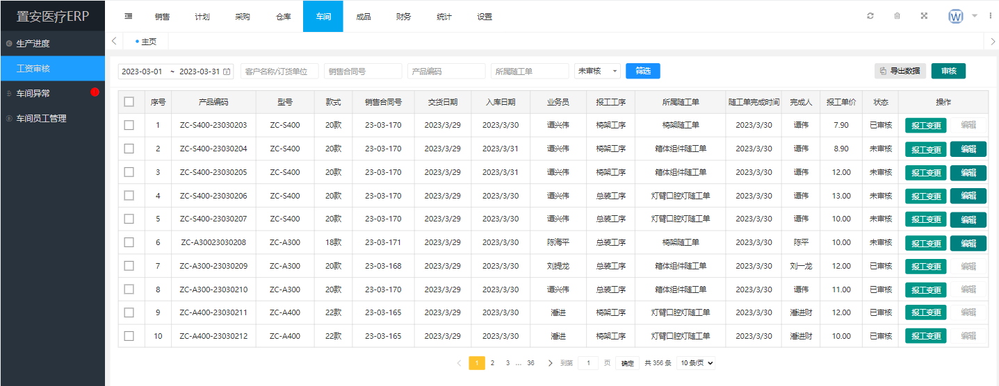 置安医疗ERP
销售 计划 采购 仓库 车间 成品 财务 统计 设置
W
生产进度
主页
工资审核
车间异常
车间员工管理
2023-03-01 ~ 2023-03-31 客户名称/订货单位 销售合同号 产品编码 所属随工单 未审核 筛选 导出数据 审核
序号 产品编码 型号 款式 销售合同号 交货日期 入库日期 业务员 报工工序 所属随工单 随工单完成时间 完成人 报工单价 状态 操作
1 ZC-S400-23030203 ZC-S400 20款 23-03-170 2023/3/29 2023/3/30 谭兴伟 椅架工序 椅架随工单 2023/3/30 谭伟 7.90 已审核 报工变更 编辑
2 ZC-S400-23030204 ZC-S400 20款 23-03-170 2023/3/29 2023/3/31 谭兴伟 椅架工序 箱体组件随工单 2023/3/30 谭伟 8.90 未审核 报工变更 编辑
3 ZC-S400-23030205 ZC-S400 20款 23-03-170 2023/3/29 2023/3/31 谭兴伟 椅架工序 箱体组件随工单 2023/3/30 谭伟 12.00 未审核 报工变更 编辑
4 ZC-S400-23030206 ZC-S400 20款 23-03-170 2023/3/29 2023/3/30 谭兴伟 总装工序 灯臂口腔灯随工单 2023/3/30 谭伟 13.00 未审核 报工变更 编辑
5 ZC-S400-23030207 ZC-S400 20款 23-03-170 2023/3/29 2023/3/30 谭兴伟 总装工序 灯臂口腔灯随工单 2023/3/30 谭伟 10.00 未审核 报工变更 编辑
6 ZC-A30023030208 ZC-A300 18款 23-03-171 2023/3/29 2023/3/30 陈海平 总装工序 椅架随工单 2023/3/30 陈平 10.00 未审核 报工变更 编辑
7 ZC-A300-23030209 ZC-A300 20款 23-03-168 2023/3/29 2023/3/30 刘提龙 总装工序 箱体组件随工单 2023/3/30 刘一龙 12.00 已审核 报工变更 编辑
8 ZC-A300-23030210 ZC-A300 20款 23-03-170 2023/3/29 2023/3/30 谭兴伟 总装工序 箱体组件随工单 2023/3/30 谭伟 11.00 已审核 报工变更 编辑
9 ZC-A400-23030211 ZC-A400 22款 23-03-165 2023/3/29 2023/3/30 潘进 椅架工序 灯臂口腔灯随工单 2023/3/30 潘进财 12.00 已审核 报工变更 编辑
10 ZC-A400-23030212 ZC-A400 22款 23-03-165 2023/3/29 2023/3/30 潘进 椅架工序 灯臂口腔灯随工单 2023/3/30 潘进财 10.00 已审核 报工变更 编辑
1 2 3 ... 36 到第 1 页 确定 共 356 条 10 条/页